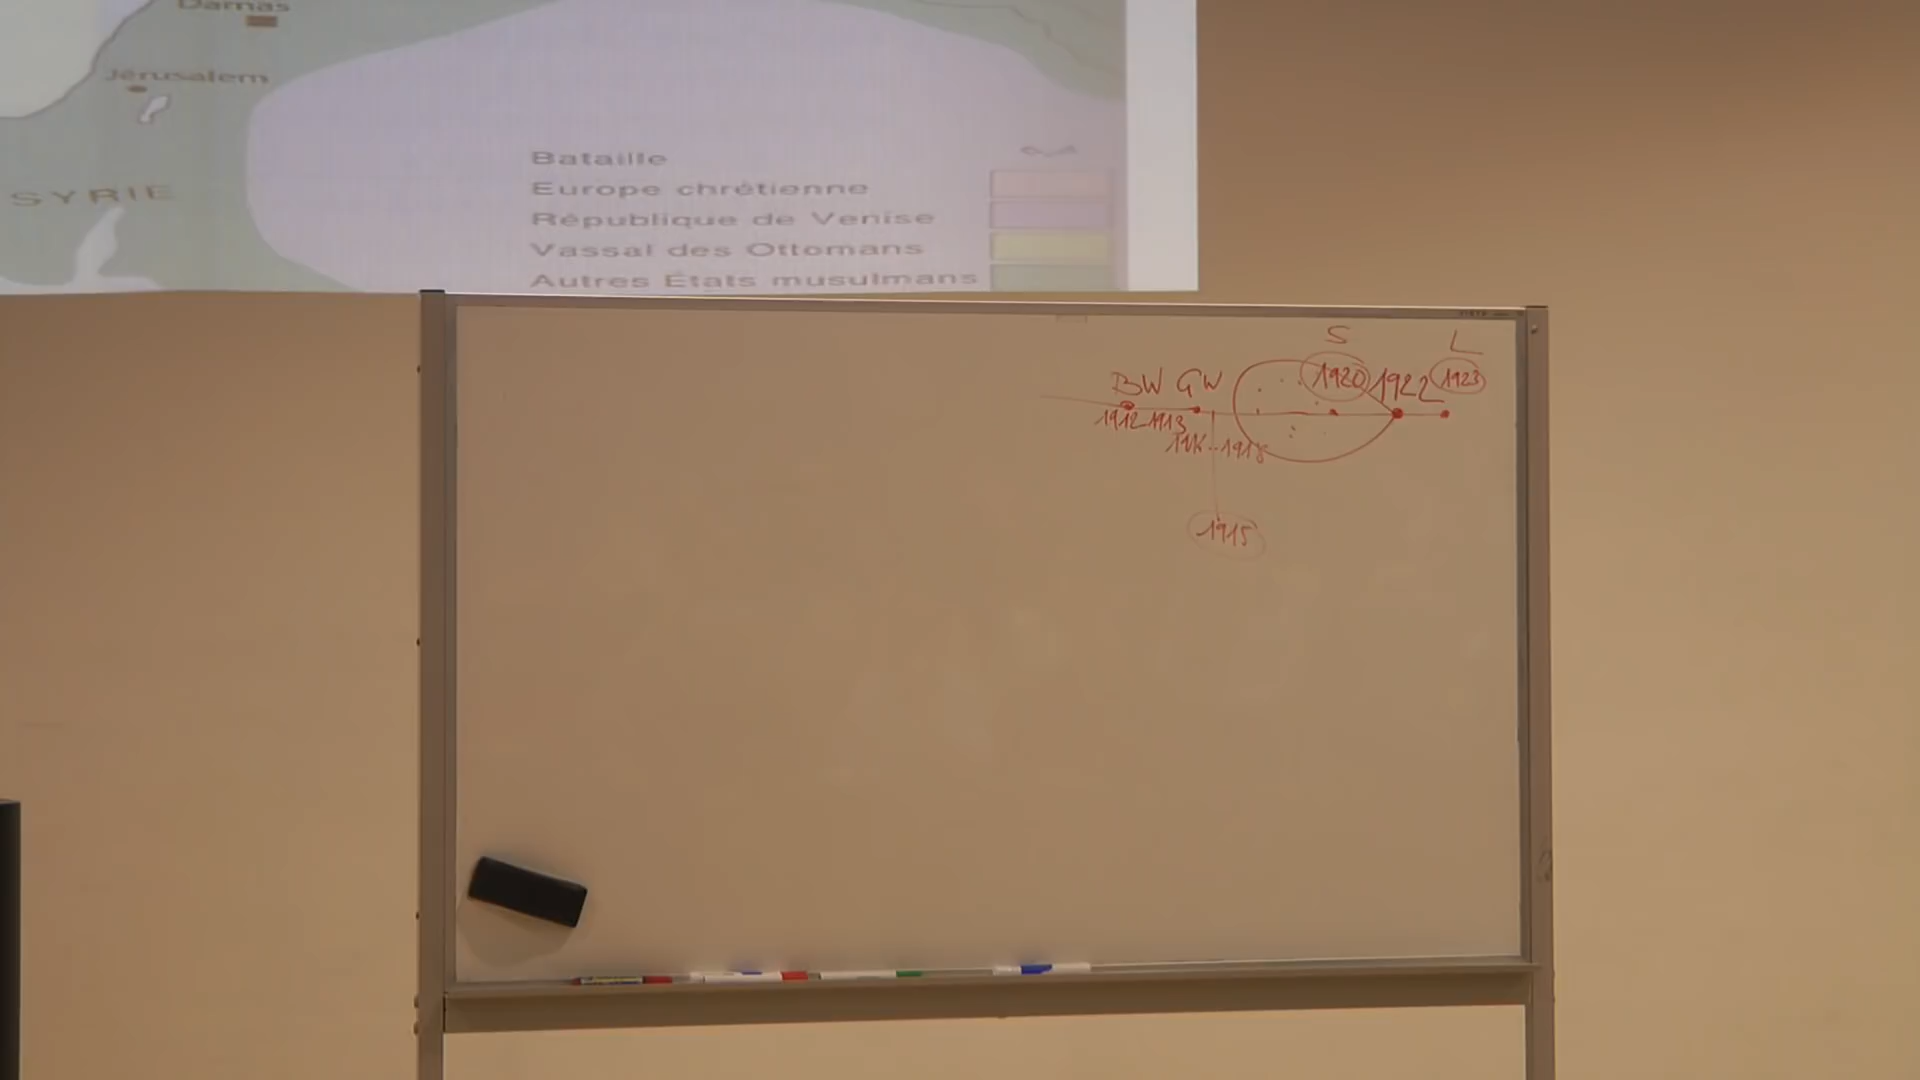 Damas
Jérusalem
SYRIE
Bataille
Europe chrétienne
République de Venise
Vassal des Ottomans
Autres États musulmans
S L
BW GW 1920 1922 1923
1912-1913
1914-1918
1915